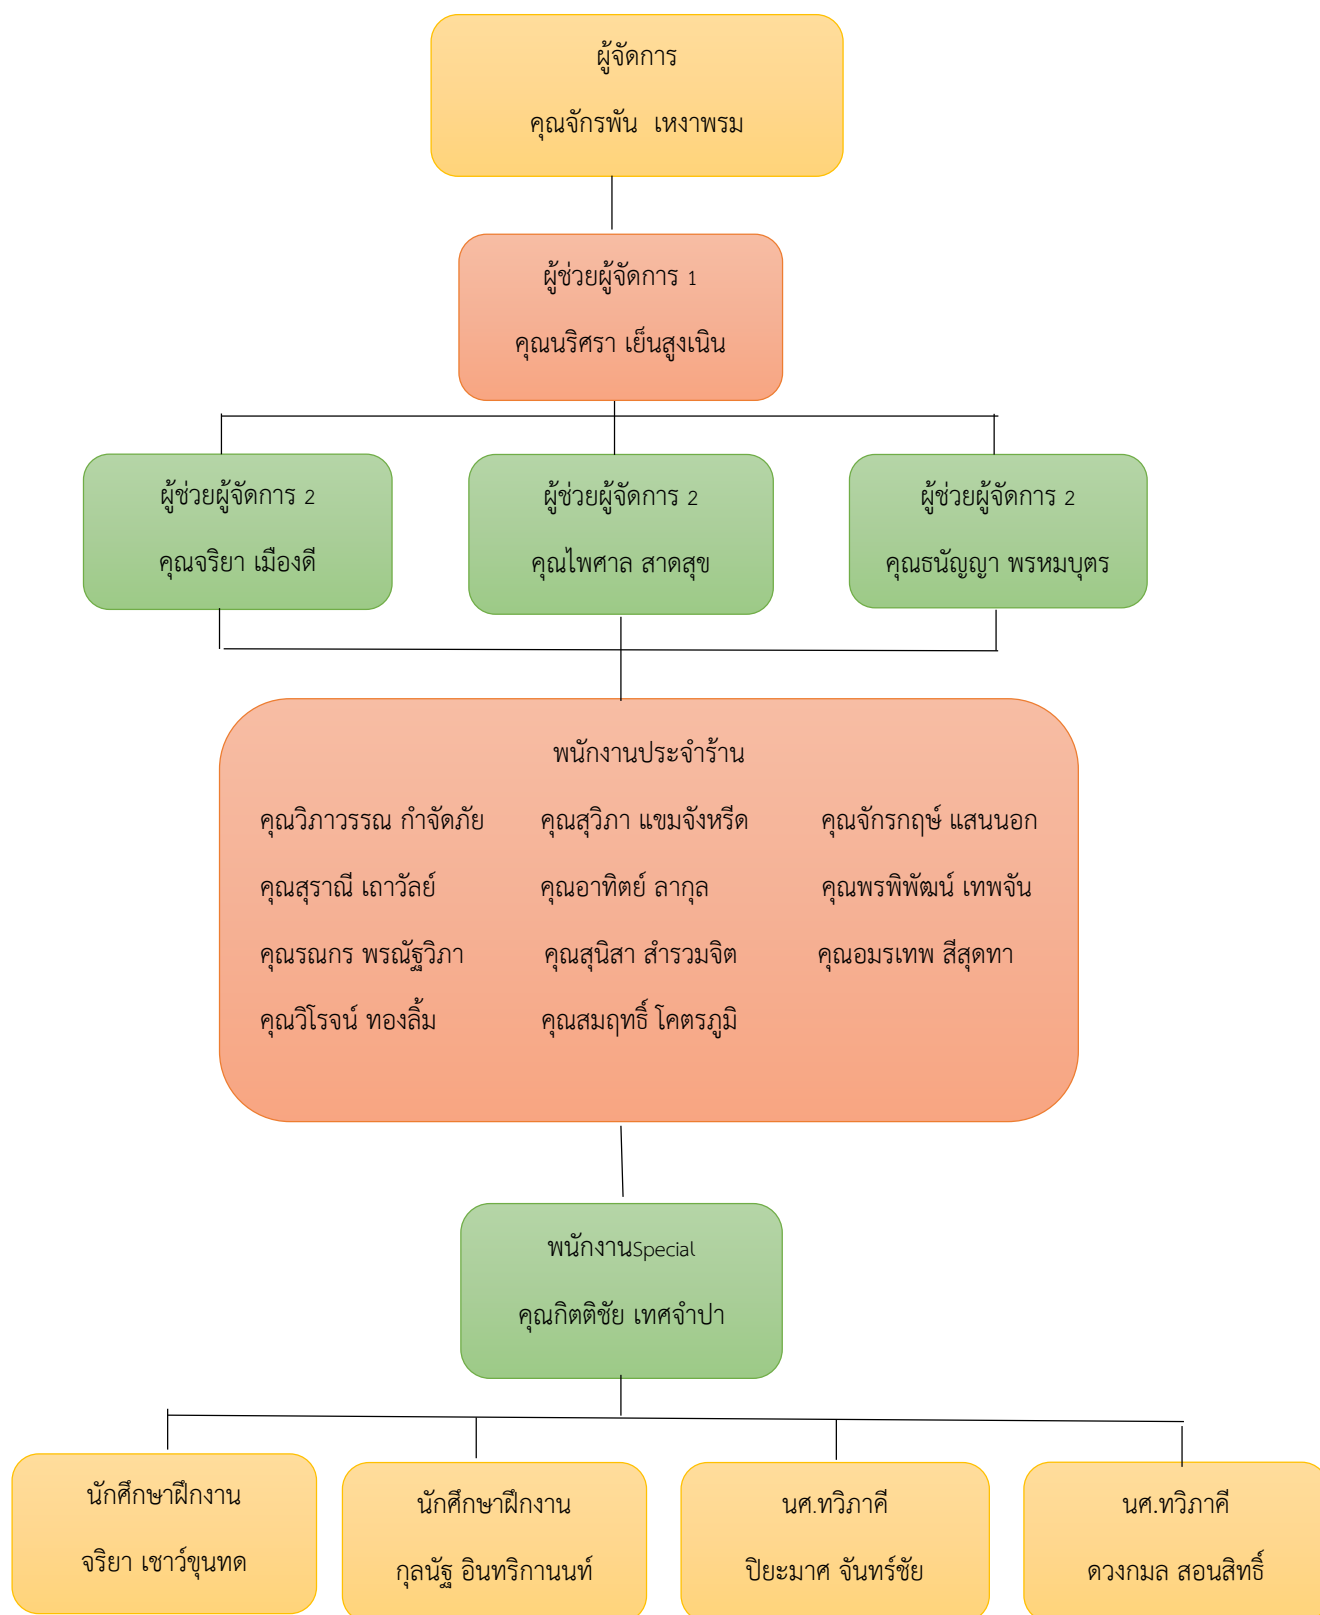 ผู้จัดการ
คุณจักรพัน เหงาพรม
ผู้ช่วยผู้จัดการ 1
คุณนริศรา เย็นสูงเนิน
ผู้ช่วยผู้จัดการ 2
คุณจริยา เมืองดี
ผู้ช่วยผู้จัดการ 2
คุณไพศาล สาดสุข
ผู้ช่วยผู้จัดการ 2
คุณธนัญญา พรหมบุตร
พนักงานประจำร้าน
คุณวิภาวรรณ กำจัดภัย คุณสุวิภา แขมจังหรีด คุณจักรกฤษ์ แสนนอก
คุณสุราณี เถาวัลย์ คุณอาทิตย์ ลากุล คุณพรพิพัฒน์ เทพจัน
คุณรณกร พรณัฐวิภา คุณสุนิสา สำรวมจิต คุณอมรเทพ สีสุดทา
คุณวิโรจน์ ทองลิ้ม คุณสมฤทธิ์ โคตรภูมิ
พนักงานSpecial
คุณกิตติชัย เทศจำปา
นักศึกษาฝึกงาน
จริยา เชาว์ขุนทด
นักศึกษาฝึกงาน
กุลนัฐ อินทริกานนท์
นศ.ทวิภาคี
ปิยะมาศ จันทร์ชัย
นศ.ทวิภาคี
ดวงกมล สอนสิทธิ์